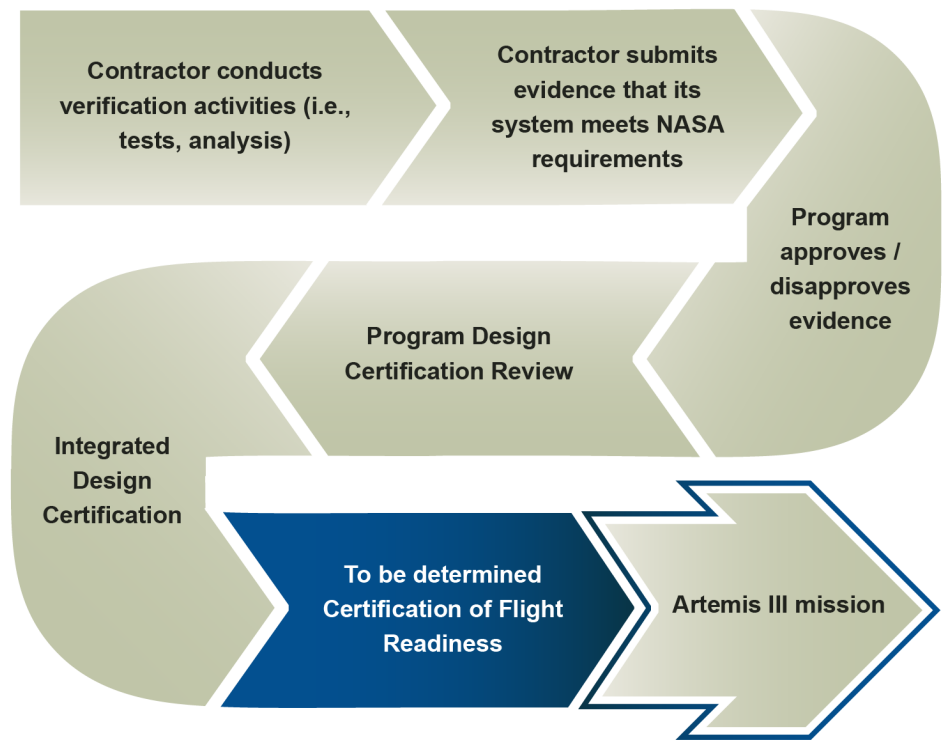 Contractor conducts
verification activities (i.e.,
tests, analysis)
Contractor submits
evidence that its
system meets NASA
requirements
Program
approves /
disapproves
evidence
Program Design
Certification Review
Integrated
Design
Certification
To be determined
Certification of Flight
Readiness
Artemis III mission